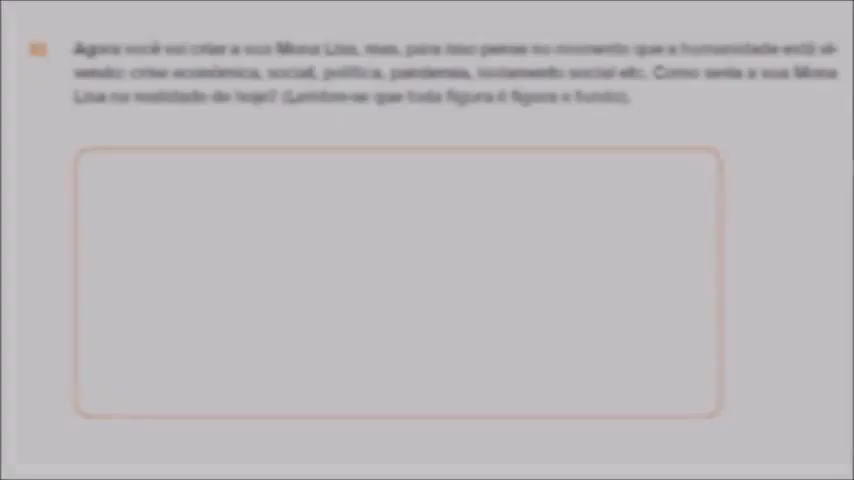 Agora você vai criar a sua Mona Lisa, mas, para isso pense no momento que a humanidade está vi-
vendo: crise econômica, social, política, pandemia, isolamento social etc. Como seria a sua Mona
Lisa na realidade de hoje? (Lembre-se que toda figura é figura e fundo).